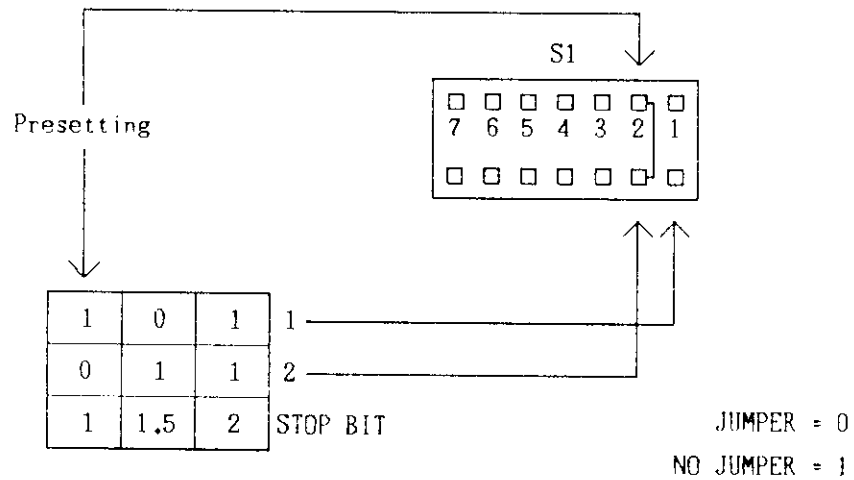 S1
Presetting
7 6 5 4 3 2 1
1 0 1 1
0 1 1 2
1 1.5 2 STOP BIT
JUMPER = 0
NO JUMPER = 1